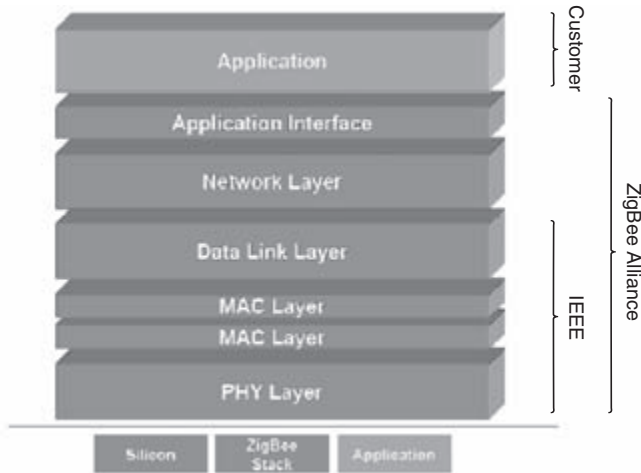 Application
Application Interface
Network Layer
Data Link Layer
MAC Layer
MAC Layer
PHY Layer
Customer
ZigBee Alliance
IEEE
Silicon
ZigBee
Stack
Application